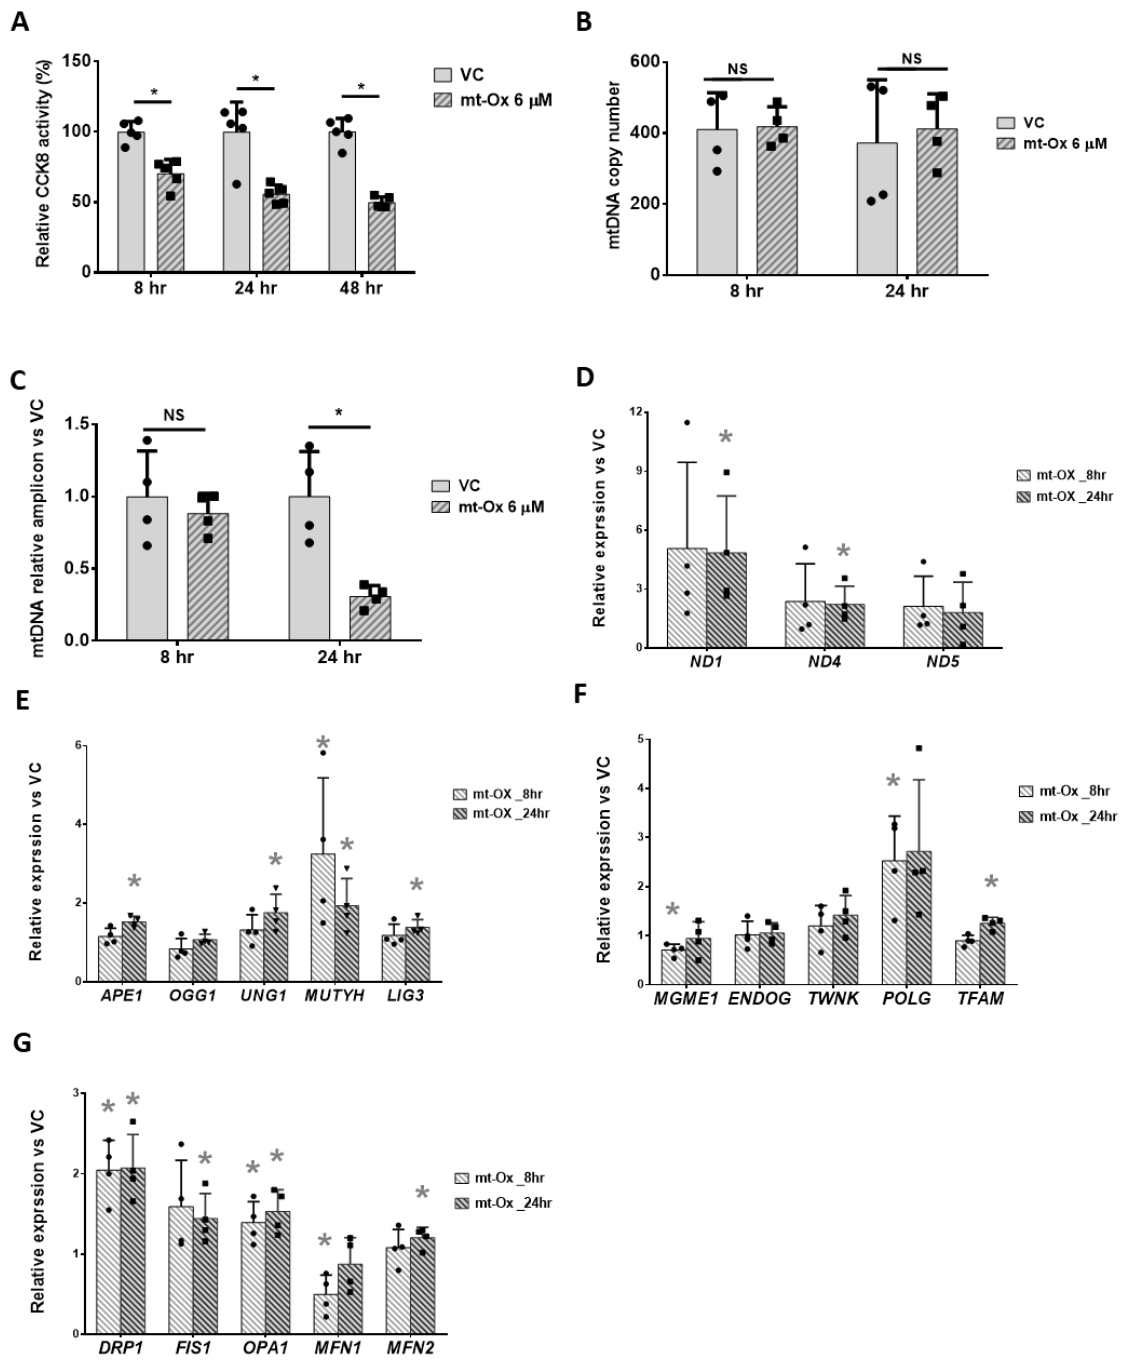 A
Relative CCK8 activity (%)
150
100
50
0
*
*
*
VC
mt-Ox 6 µM
8 hr
24 hr
48 hr
B
mtDNA copy number
600
400
200
0
NS
NS
VC
mt-Ox 6 µM
8 hr
24 hr
C
mtDNA relative amplicon vs VC
1.5
1.0
0.5
0.0
NS
*
VC
mt-Ox 6 µM
8 hr
24 hr
D
Relative exprssion vs VC
12
9
6
3
0
*
*
mt-OX _8hr
mt-OX _24hr
ND1
ND4
ND5
E
Relative exprssion vs VC
6
4
2
0
*
*
*
*
*
mt-OX _8hr
mt-OX _24hr
APE1
OGG1
UNG1
MUTYH
LIG3
F
Relative exprssion vs VC
5
4
3
2
1
0
*
*
*
mt-Ox _8hr
mt-Ox _24hr
MGME1
ENDOG
TWNK
POLG
TFAM
G
Relative exprssion vs VC
3
2
1
0
*
*
*
*
*
*
*
mt-Ox _8hr
mt-Ox _24hr
DRP1
FIS1
OPA1
MFN1
MFN2